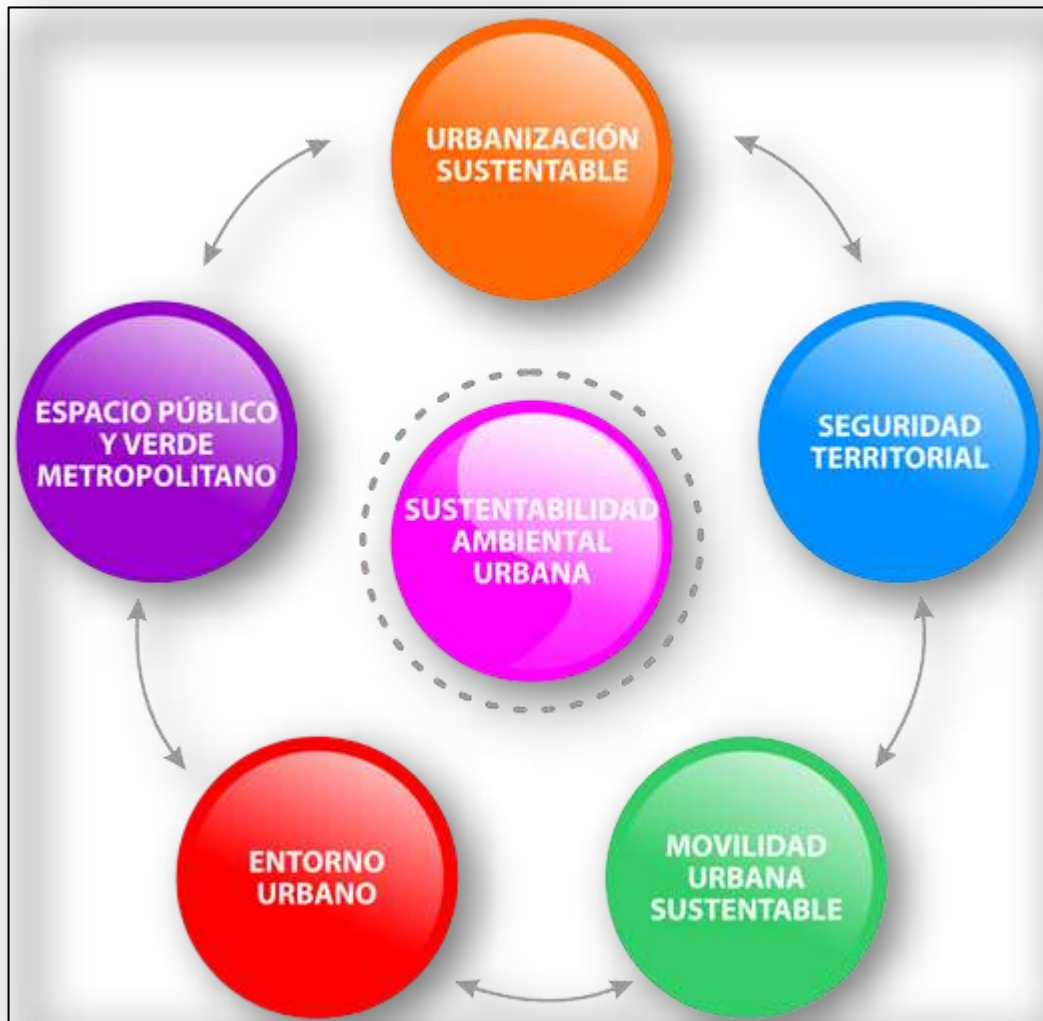 URBANIZACIÓN
SUSTENTABLE
ESPACIO PÚBLICO
Y VERDE
METROPOLITANO
SEGURIDAD
TERRITORIAL
SUSTENTABILIDAD
AMBIENTAL
URBANA
ENTORNO
URBANO
MOVILIDAD
URBANA
SUSTENTABLE